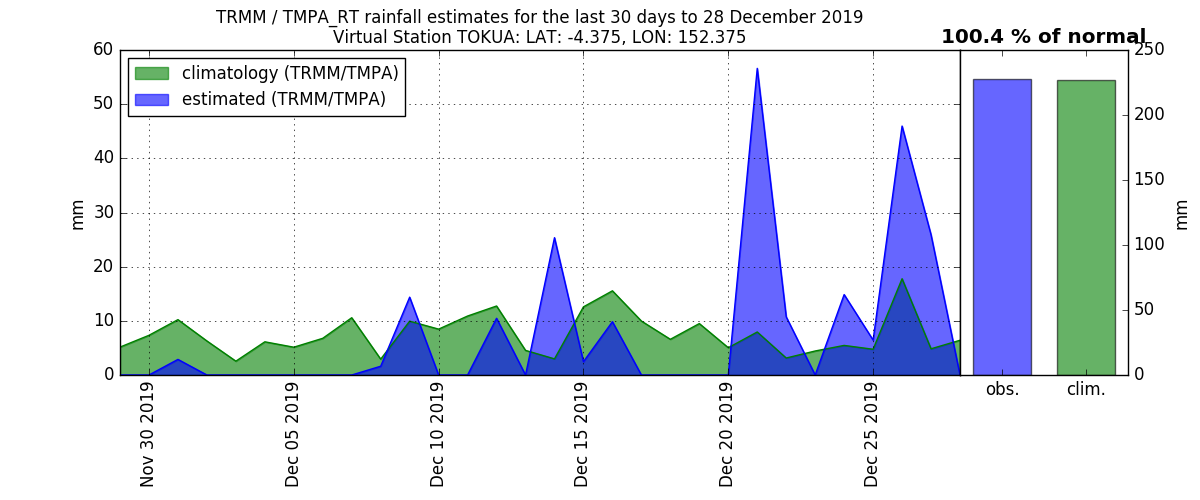 TRMM / TMPA_RT rainfall estimates for the last 30 days to 28 December 2019
Virtual Station TOKUA: LAT: -4.375, LON: 152.375
100.4 % of normal
climatology (TRMM/TMPA)
estimated (TRMM/TMPA)
60
50
40
30
20
10
0
mm
Nov 30 2019
Dec 05 2019
Dec 10 2019
Dec 15 2019
Dec 20 2019
Dec 25 2019
obs.
clim.
250
200
150
100
50
0
mm